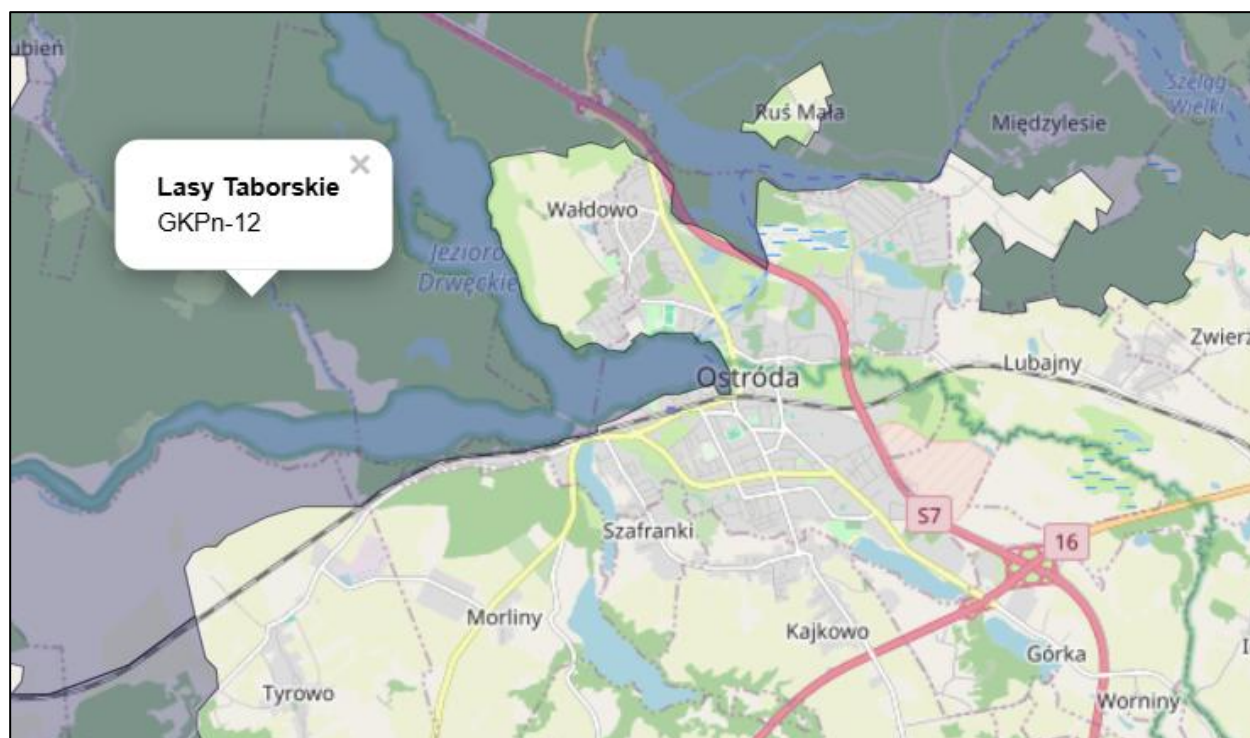 ubień
Szeląg
Wielki
Ruś Mała
Międzylesie
Lasy Taborskie
GKPn-12
Wałdowo
Jezioro
Drwęckie
Zwierz
Lubajny
Ostróda
S7
Szafranki
16
Morliny
Kajkowo
Górka
Tyrowo
Worniny